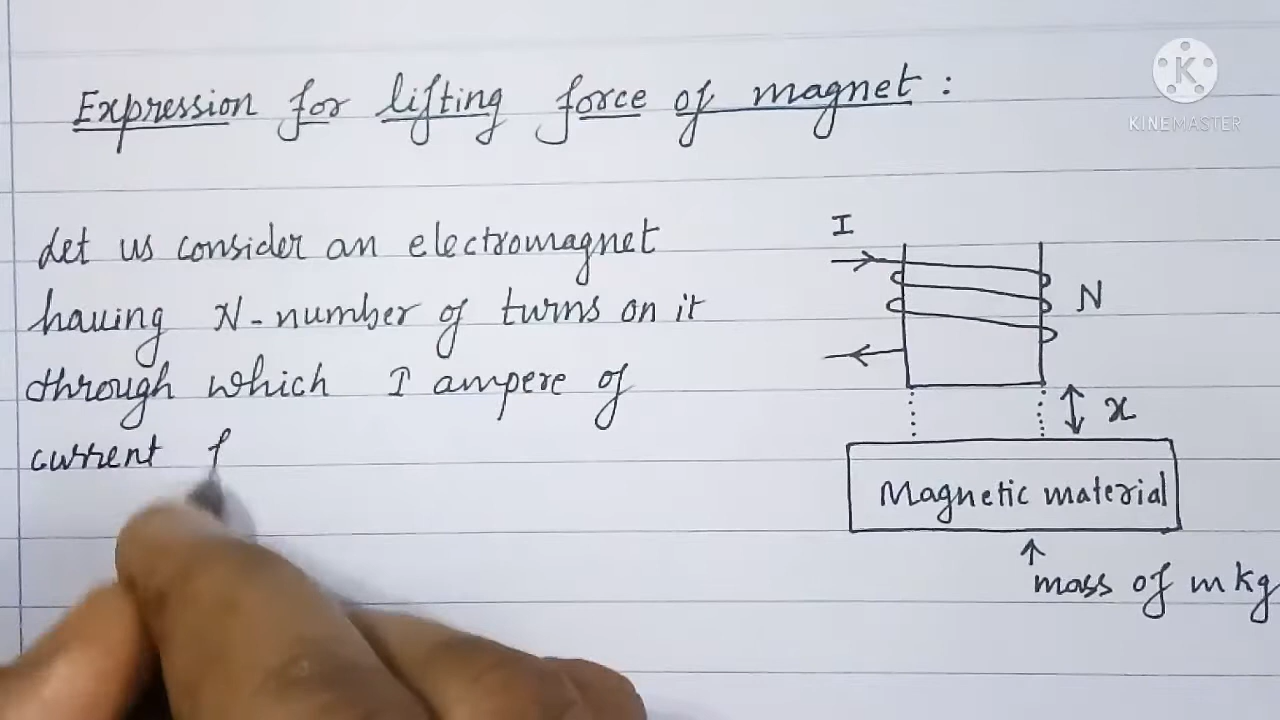 Expression for lifting force of magnet :
KINEMASTER
Let us consider an electromagnet
having N-number of turns on it
through which I ampere of
current f
I
N
x
Magnetic material
mass of m kg